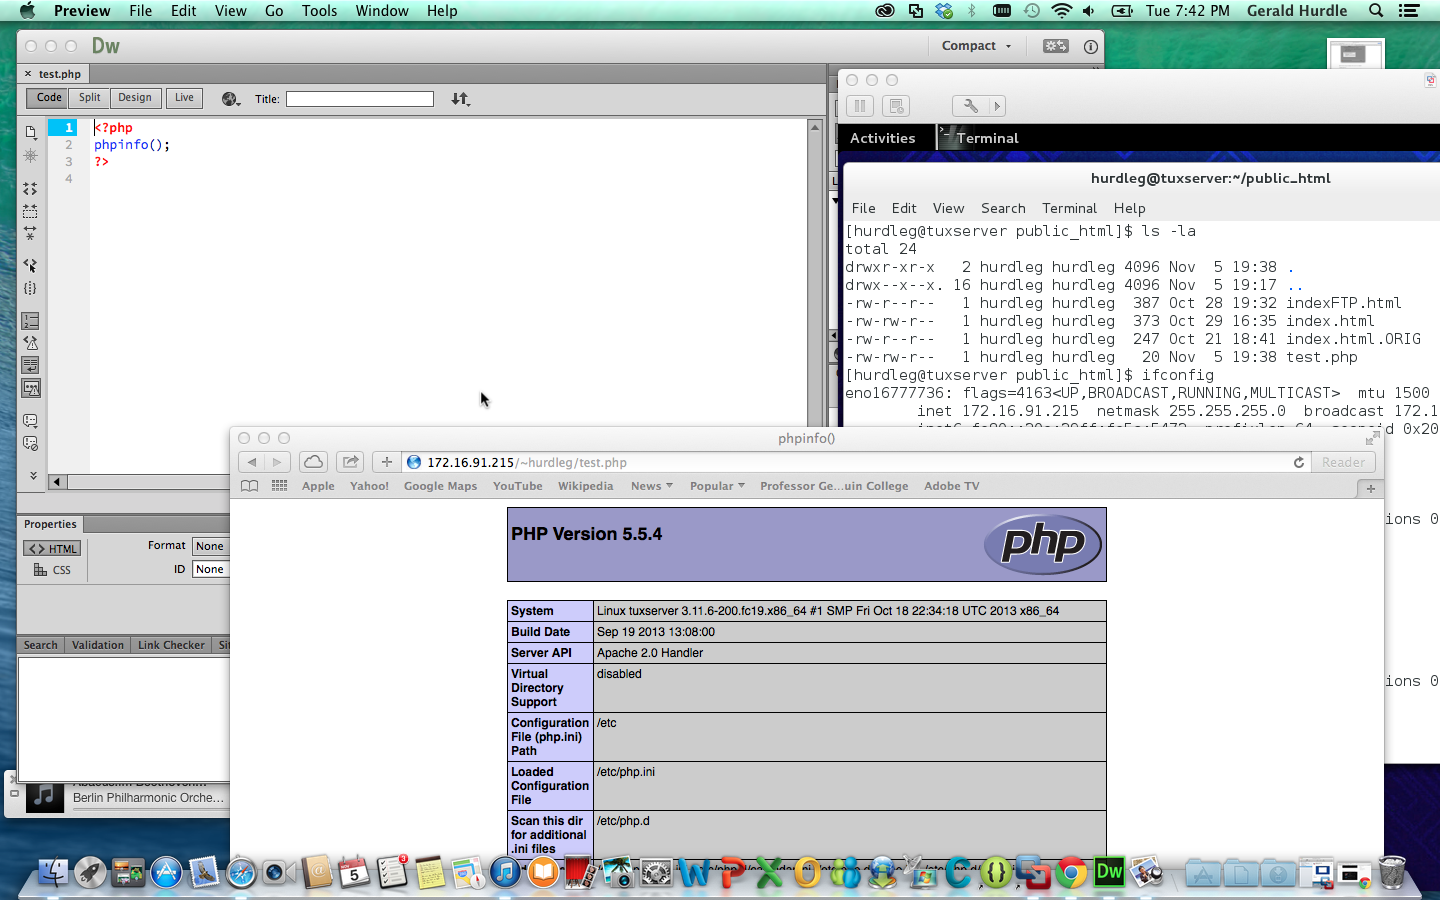 Preview File Edit View Go Tools Window Help
Tue 7:42 PM Gerald Hurdle
Dw
Compact
test.php
Code Split Design Live Title:
1 <?php
2 phpinfo();
3 ?>
4
Properties
<> HTML
CSS
Format None
ID None
Search Validation Link Checker
Berlin Philharmonic Orche...
Activities Terminal
hurdleg@tuxserver:~/public_html
File Edit View Search Terminal Help
[hurdleg@tuxserver public_html]$ ls -la
total 24
drwxr-xr-x 2 hurdleg hurdleg 4096 Nov 5 19:38 .
drwx--x--x. 16 hurdleg hurdleg 4096 Nov 5 19:17 ..
-rw-r--r-- 1 hurdleg hurdleg 387 Oct 28 19:32 indexFTP.html
-rw-rw-r-- 1 hurdleg hurdleg 373 Oct 29 16:35 index.html
-rw-r--r-- 1 hurdleg hurdleg 247 Oct 21 18:41 index.html.ORIG
-rw-rw-r-- 1 hurdleg hurdleg 20 Nov 5 19:38 test.php
[hurdleg@tuxserver public_html]$ ifconfig
eno16777736: flags=4163<UP,BROADCAST,RUNNING,MULTICAST> mtu 1500
inet 172.16.91.215 netmask 255.255.255.0 broadcast 172.1
ions 0
ions 0
phpinfo()
172.16.91.215/~hurdleg/test.php
Reader
Apple Yahoo! Google Maps YouTube Wikipedia News Popular Professor Ge...uin College Adobe TV
PHP Version 5.5.4
php
System Linux tuxserver 3.11.6-200.fc19.x86_64 #1 SMP Fri Oct 18 22:34:18 UTC 2013 x86_64
Build Date Sep 19 2013 13:08:00
Server API Apache 2.0 Handler
Virtual Directory Support disabled
Configuration File (php.ini) Path /etc
Loaded Configuration File /etc/php.ini
Scan this dir for additional .ini files /etc/php.d
NOV 5
3
Dw